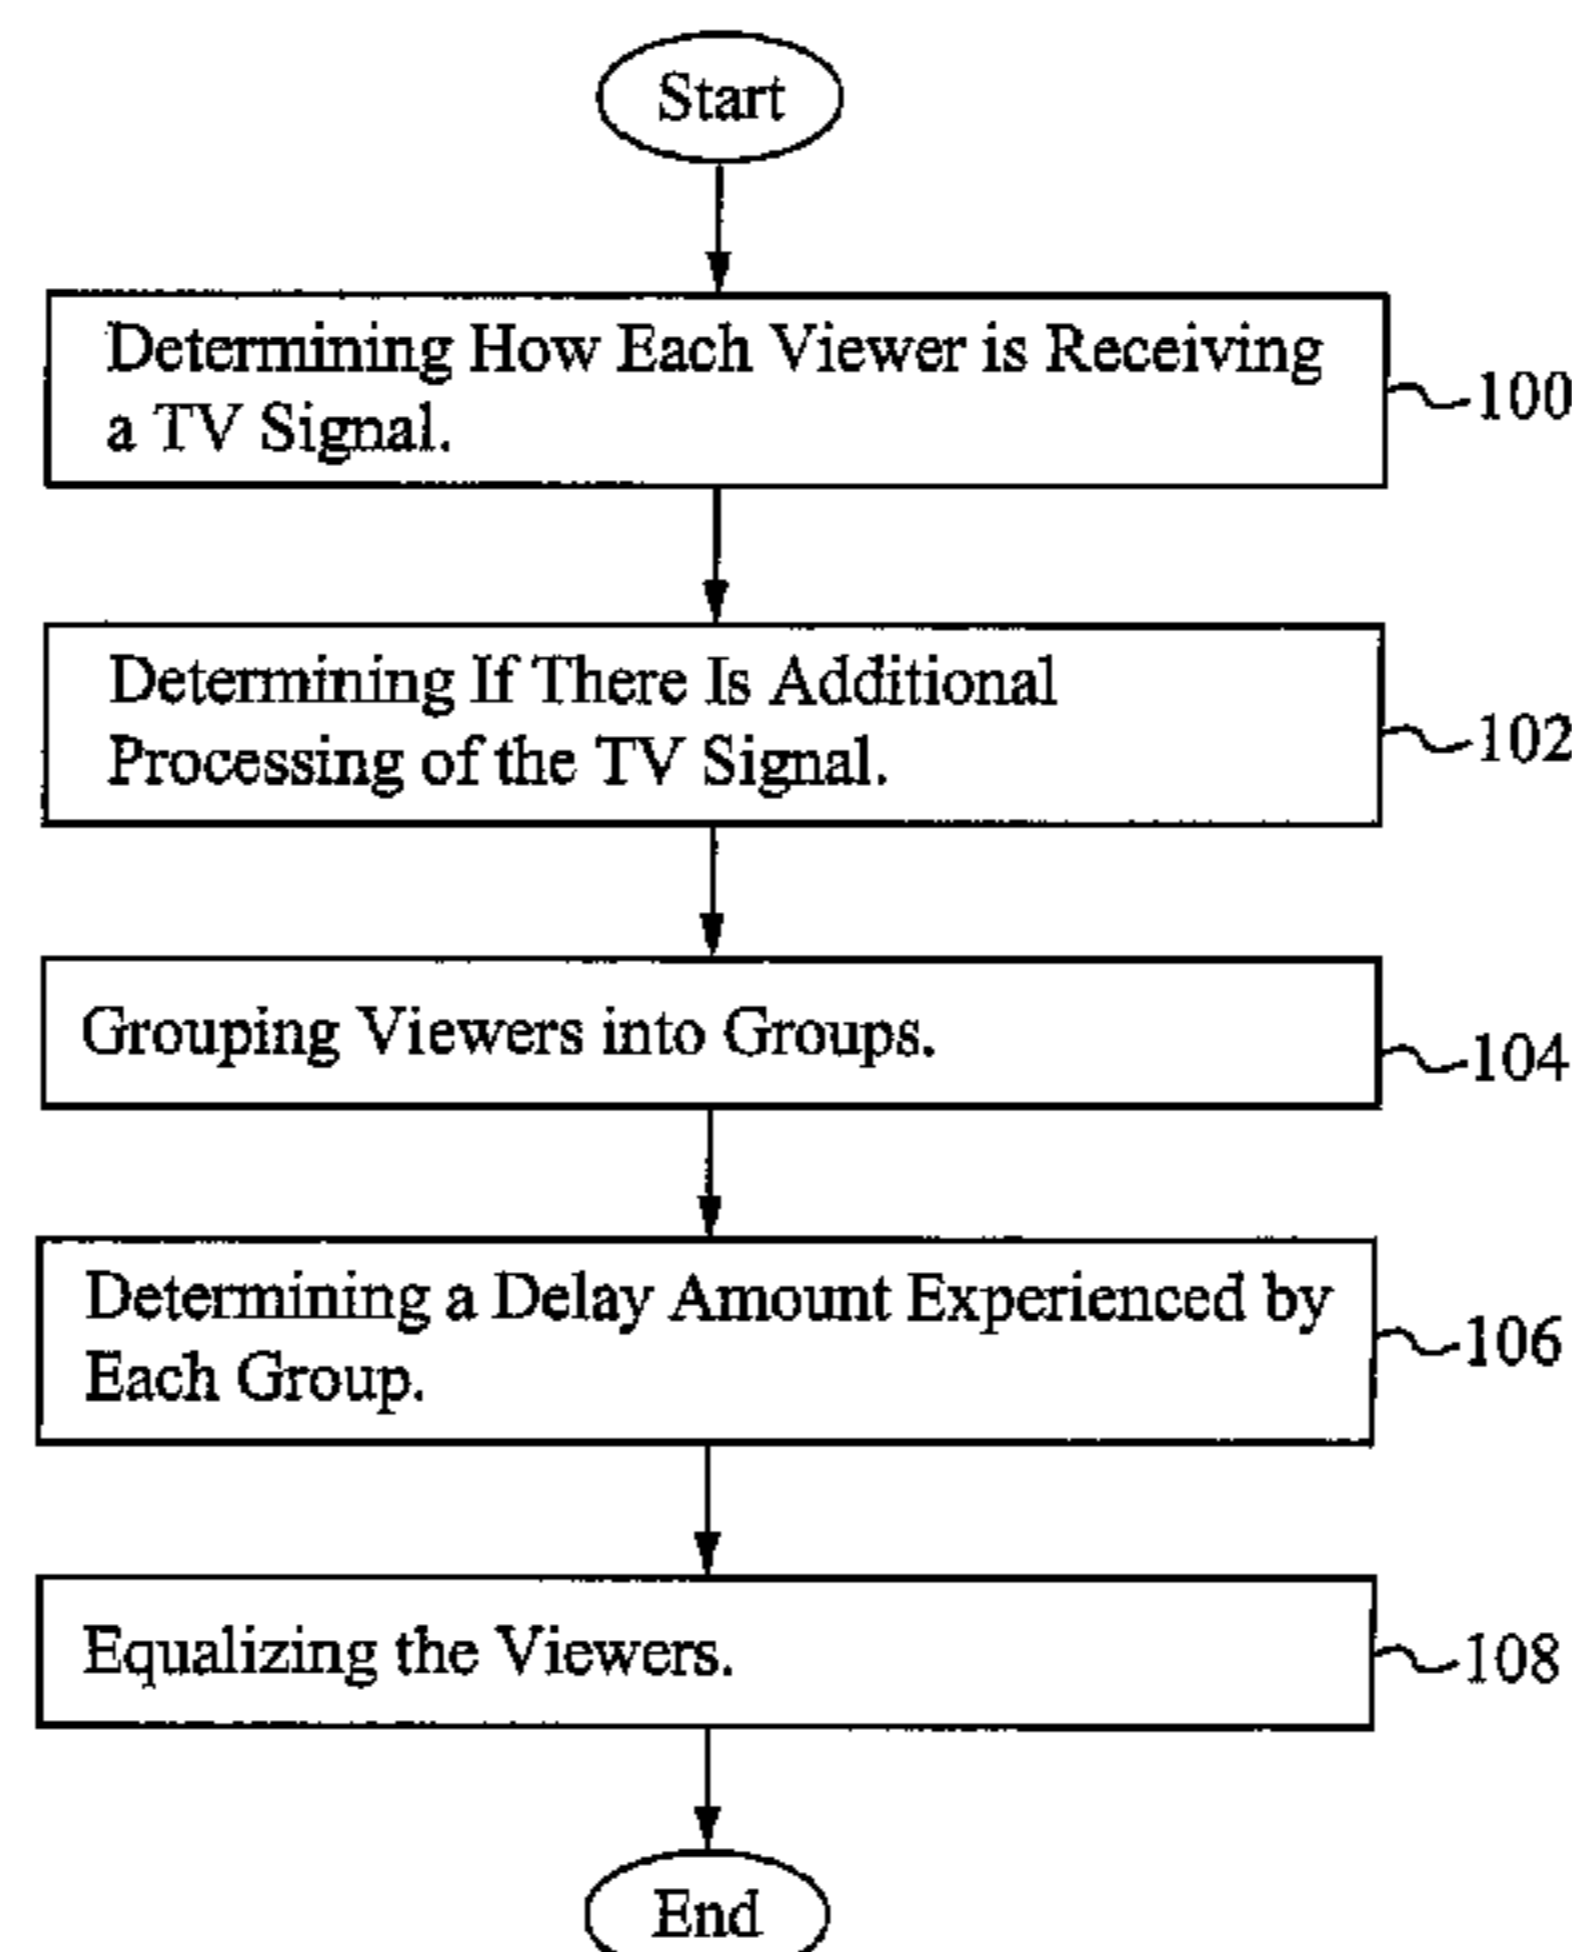 Start
Determining How Each Viewer is Receiving
a TV Signal.
100
Determining If There Is Additional
Processing of the TV Signal.
102
Grouping Viewers into Groups.
104
Determining a Delay Amount Experienced by
Each Group.
106
Equalizing the Viewers.
108
End